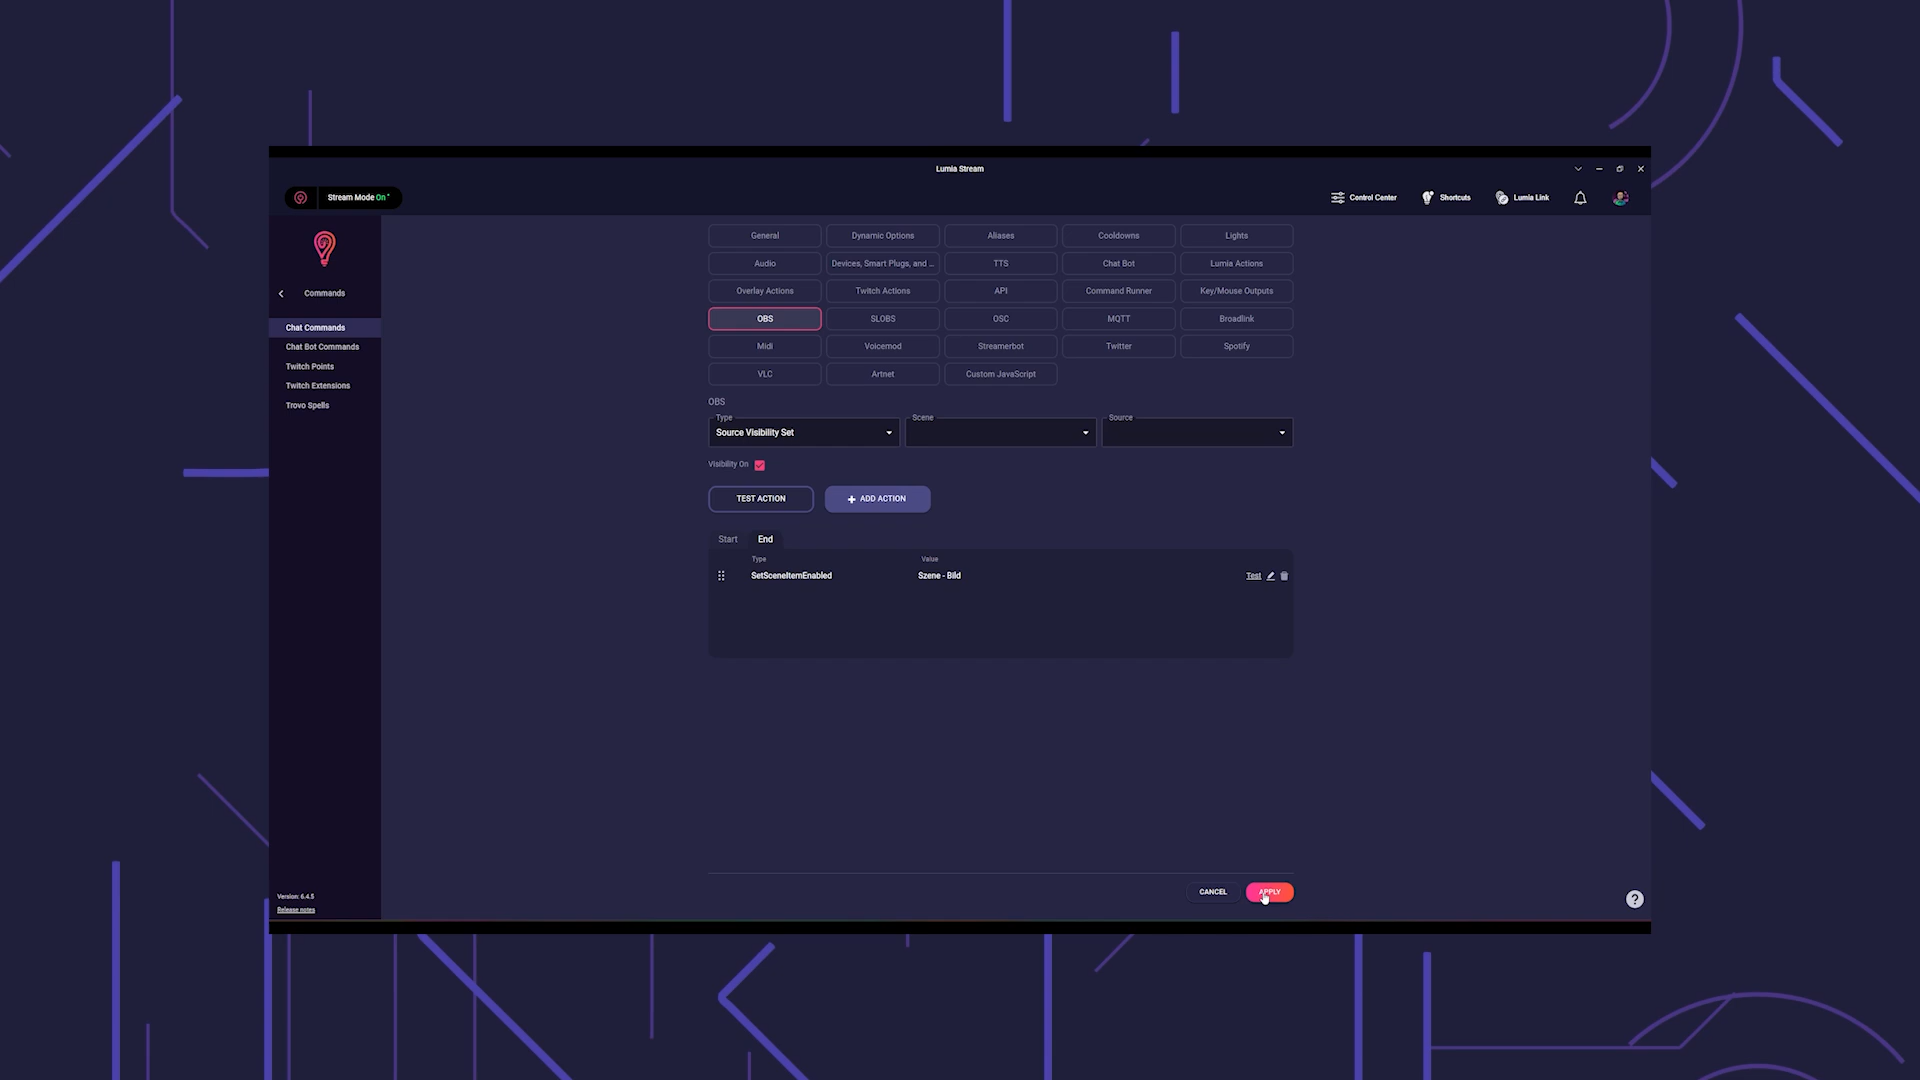 Lumia Stream
Stream Mode On
Control Center
Shortcuts
Lumia Link
Commands
Chat Commands
Chat Bot Commands
Twitch Points
Twitch Extensions
Trovo Spells
General Dynamic Options Aliases Cooldowns Lights
Audio Devices, Smart Plugs, and ... TTS Chat Bot Lumia Actions
Overlay Actions Twitch Actions API Command Runner Key/Mouse Outputs
OBS SLOBS OSC MQTT Broadlink
Midi Voicemod Streamerbot Twitter Spotify
VLC Artnet Custom JavaScript
OBS
Type Scene Source
Source Visibility Set
Visibility On
TEST ACTION + ADD ACTION
Start End
Type Value
SetSceneItemEnabled Szene - Bild Test
CANCEL APPLY
Version: 6.4.5
Release notes
?